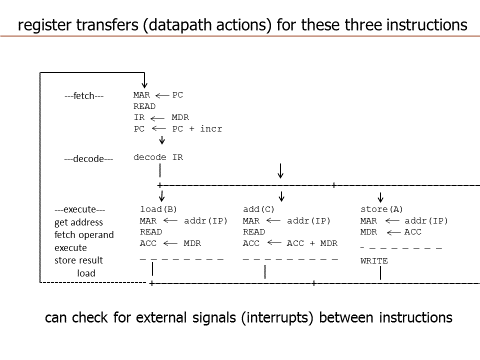 register transfers (datapath actions) for these three instructions
---fetch--- MAR <— PC
READ
IR <— MDR
PC <— PC + incr
---decode--- decode IR
---execute--- load(B) add(C) store(A)
get address MAR <— addr(IP) MAR <— addr(IP) MAR <— addr(IP)
fetch operand READ READ MDR <— ACC
execute ACC <— MDR ACC <— ACC + MDR
store result WRITE
load
can check for external signals (interrupts) between instructions